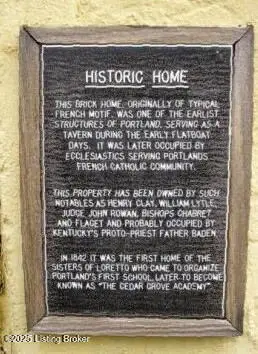 HISTORIC HOME
THIS BRICK HOME, ORIGINALLY OF TYPICAL
FRENCH MOTIF, WAS ONE OF THE EARLIST
STRUCTURES OF PORTLAND, SERVING AS A
TAVERN DURING THE EARLY FLATBOAT
DAYS. IT WAS LATER OCCUPIED BY
ECCLESIASTICS SERVING PORTLANDS
FRENCH CATHOLIC COMMUNITY.
THIS PROPERTY HAS BEEN OWNED BY SUCH
NOTABLES AS HENRY CLAY, WILLIAM LYTLE,
JUDGE JOHN ROWAN, BISHOPS CHABRET
AND FLAGET AND PROBABLY OCCUPIED BY
KENTUCKY'S PROTO-PRIEST FATHER BADEN.
IN 1842 IT WAS THE FIRST HOME OF THE
SISTERS OF LORETTO WHO CAME TO ORGANIZE
PORTLAND'S FIRST SCHOOL, LATER TO BECOME
KNOWN AS "THE CEDAR GROVE ACADEMY".
©2025 Listing Broker